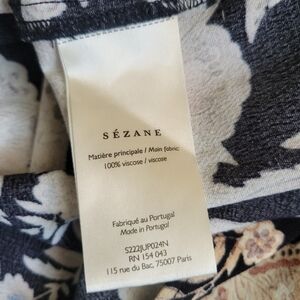 SÉZANE
Matière principale / Main fabric
100% viscose / viscose
Fabriqué au Portugal
Made in Portugal
S222JUP024N
RN 154 043
115 rue du Bac, 75007 Paris